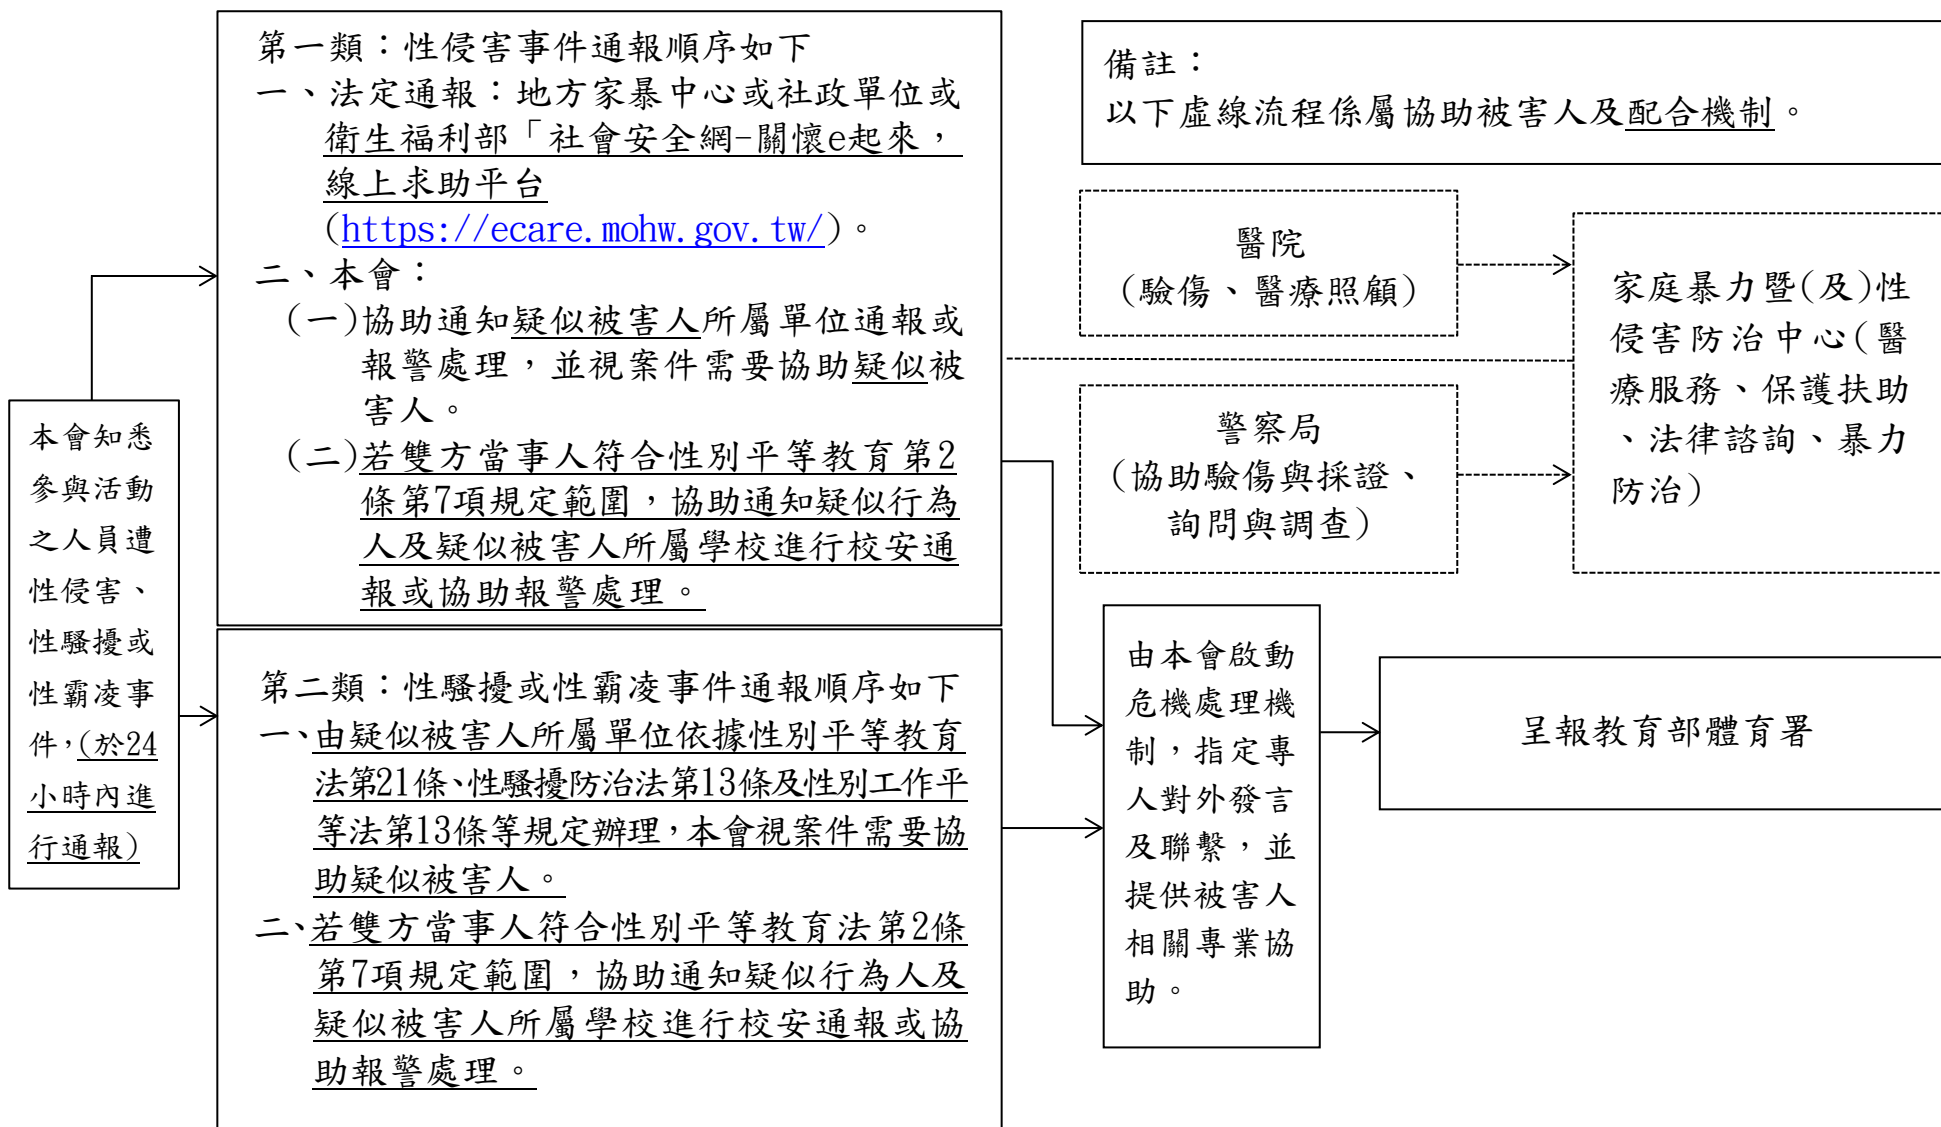 本會知悉
參與活動
之人員遭
性侵害、
性騷擾或
性霸凌事
件,(於24
小時內進
行通報)
第一類：性侵害事件通報順序如下
一、法定通報：地方家暴中心或社政單位或
衛生福利部「社會安全網-關懷e起來，
線上求助平台
(https://ecare.mohw.gov.tw/)。
二、本會：
(一)協助通知疑似被害人所屬單位通報或
報警處理，並視案件需要協助疑似被
害人。
(二)若雙方當事人符合性別平等教育第2
條第7項規定範圍，協助通知疑似行為
人及疑似被害人所屬學校進行校安通
報或協助報警處理。
第二類：性騷擾或性霸凌事件通報順序如下
一、由疑似被害人所屬單位依據性別平等教育
法第21條、性騷擾防治法第13條及性別工作平
等法第13條等規定辦理，本會視案件需要協
助疑似被害人。
二、若雙方當事人符合性別平等教育法第2條
第7項規定範圍，協助通知疑似行為人及
疑似被害人所屬學校進行校安通報或協
助報警處理。
備註：
以下虛線流程係屬協助被害人及配合機制。
醫院
(驗傷、醫療照顧)
警察局
(協助驗傷與採證、
詢問與調查)
家庭暴力暨(及)性
侵害防治中心(醫
療服務、保護扶助
、法律諮詢、暴力
防治)
由本會啟動
危機處理機
制，指定專
人對外發言
及聯繫，並
提供被害人
相關專業協
助。
呈報教育部體育署